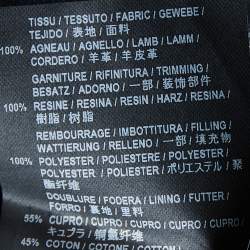 TISSU / TESSUTO / FABRIC / GEWEBE /
TEJIDO / 表地 / 面料
100% AGNEAU / AGNELLO / LAMB / LAMM /
CORDERO / 羊革 / 羊皮革
GARNITURE / RIFINITURA / TRIMMING /
BESATZ / ADORNO / 一部 / 装饰部件
100% RESINE / RESINA / RESIN / HARZ / RESINA /
樹脂 / 树脂
REMBOURRAGE / IMBOTTITURA / FILLING /
WATTIERUNG / RELLENO / 一部 / 填充物
100% POLYESTER / POLIESTERE / POLYESTER /
POLYESTER / POLIESTER / ポリエステル / 聚
酯纤维
DOUBLURE / FODERA / LINING / FUTTER /
FORRO / 裏地 / 里料
55% CUPRO / CUPRO / CUPRO / CUPRO / CUPRO /
キュプラ / 铜氨纤维
45% COTON / COTONE / COTTON /